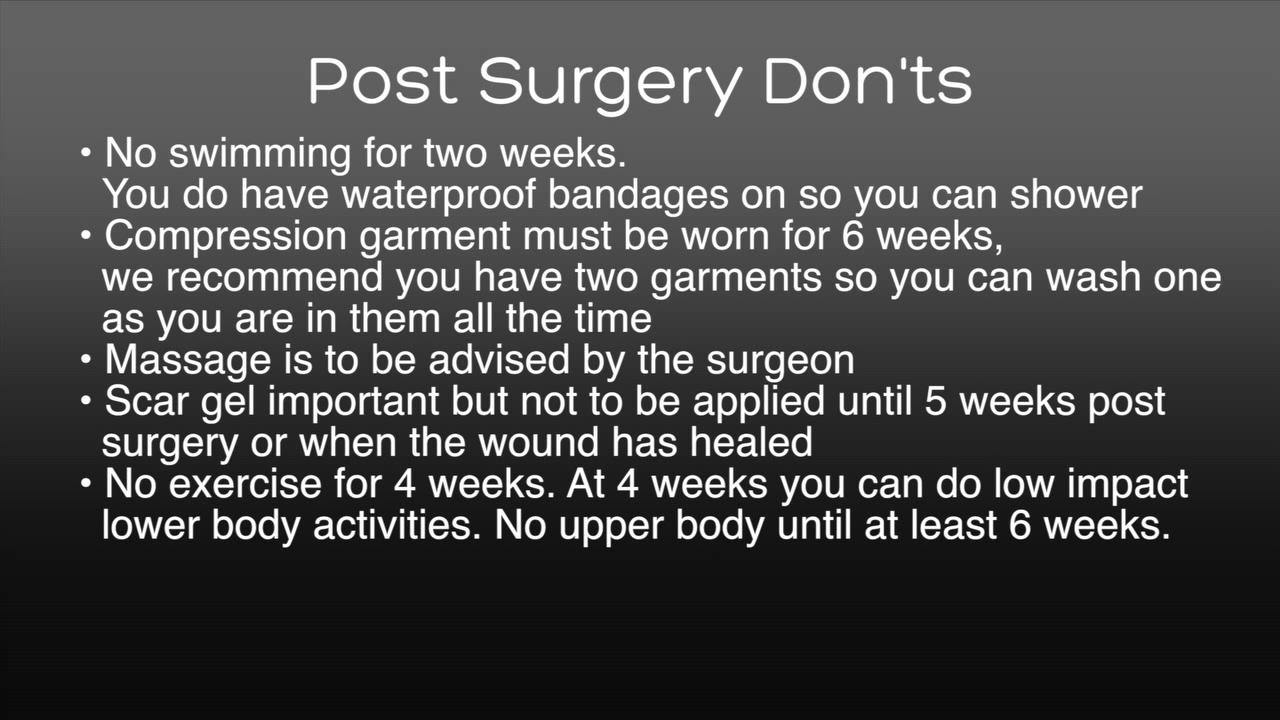 Post Surgery Don'ts
• No swimming for two weeks.
You do have waterproof bandages on so you can shower
• Compression garment must be worn for 6 weeks,
we recommend you have two garments so you can wash one
as you are in them all the time
• Massage is to be advised by the surgeon
• Scar gel important but not to be applied until 5 weeks post
surgery or when the wound has healed
• No exercise for 4 weeks. At 4 weeks you can do low impact
lower body activities. No upper body until at least 6 weeks.